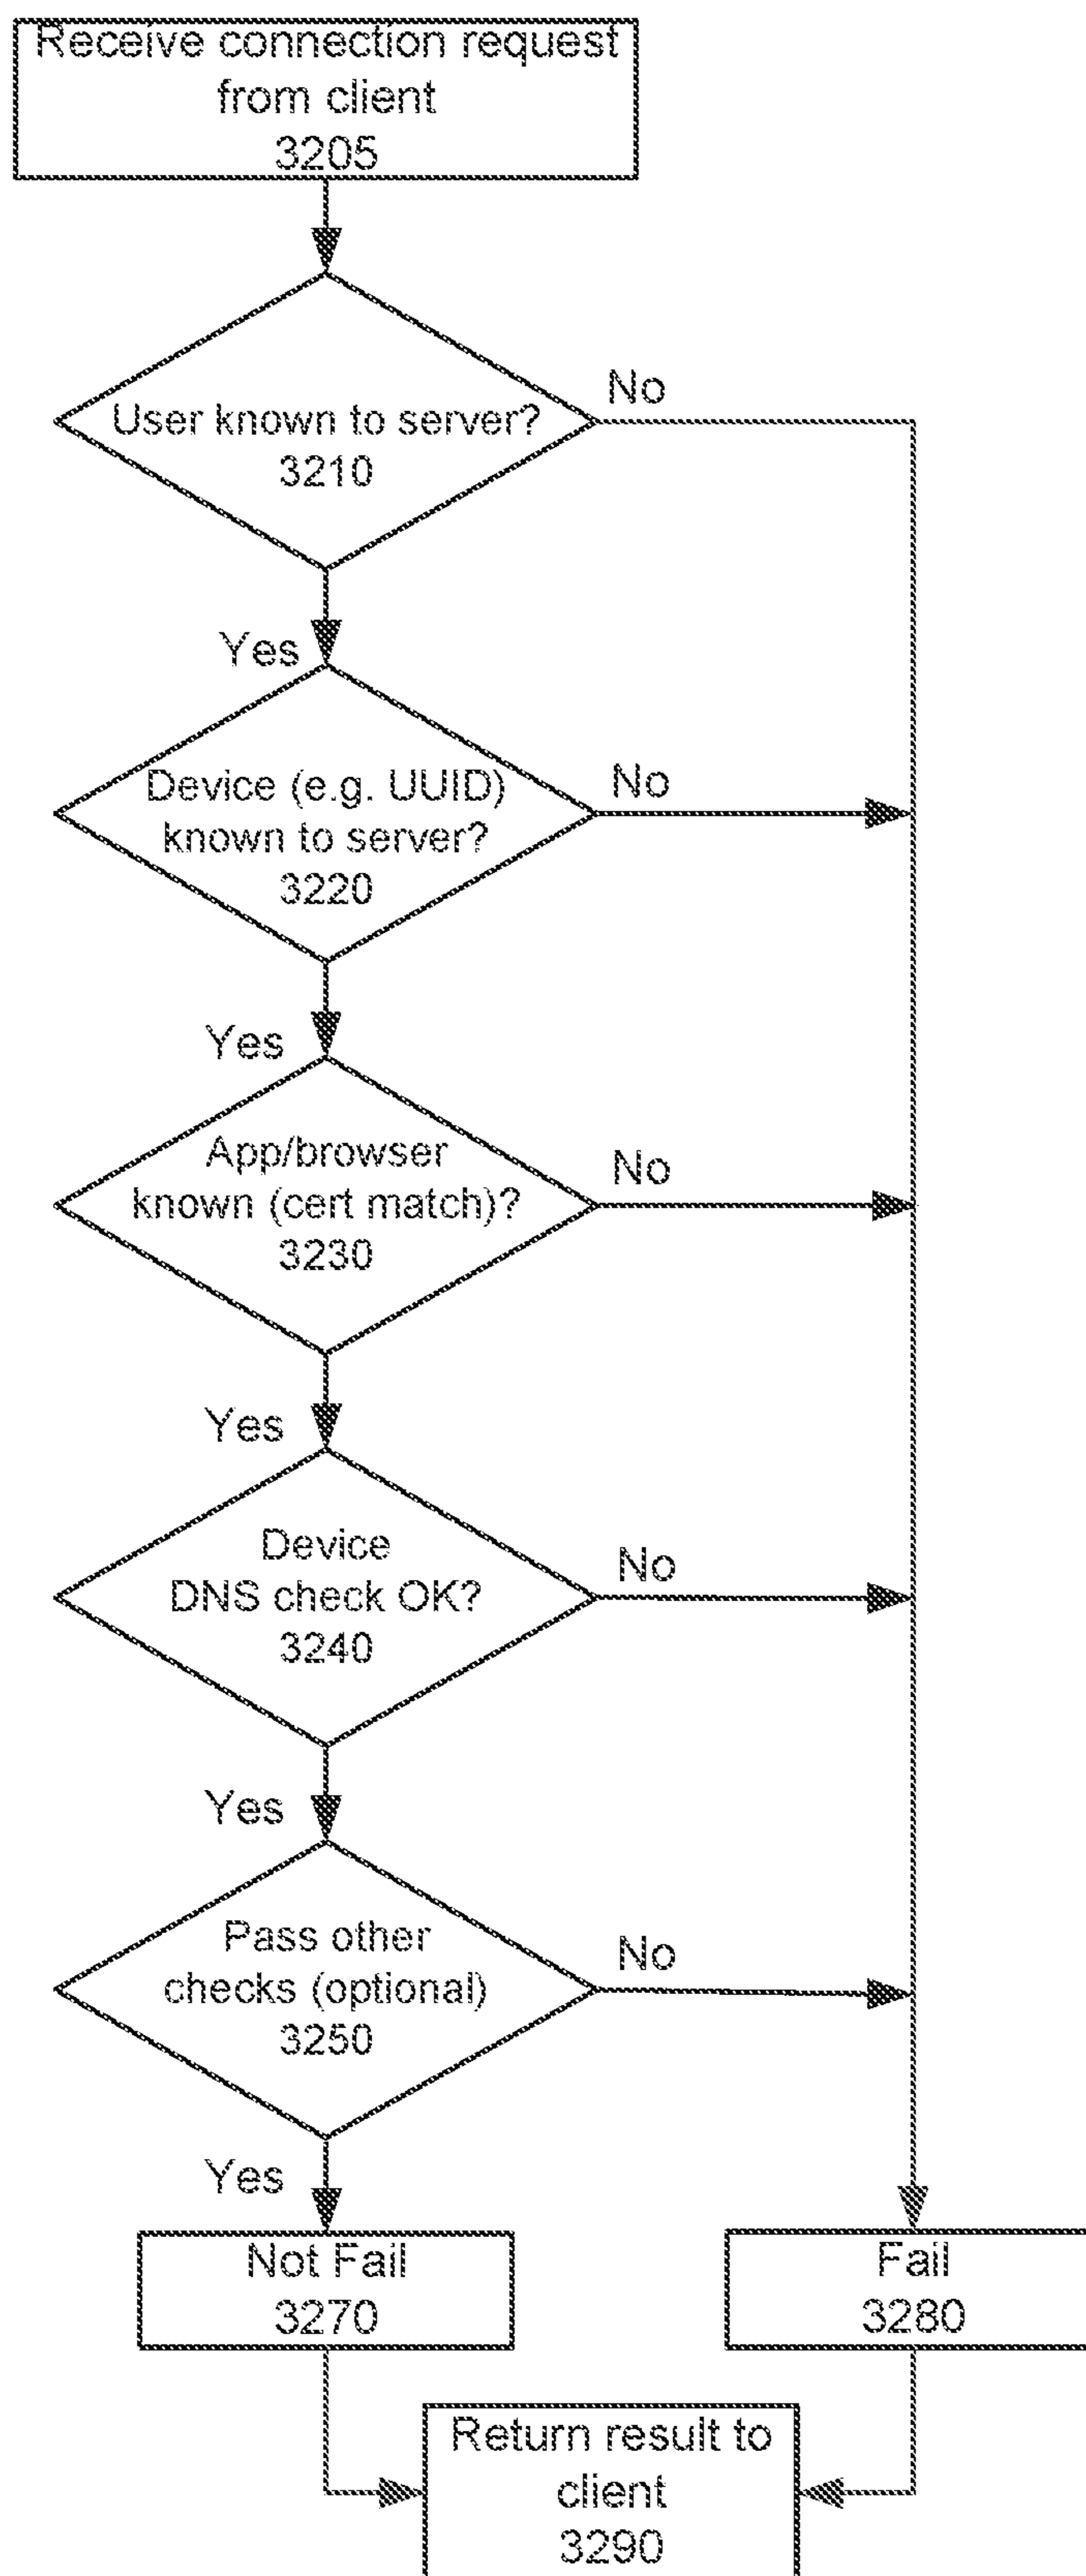 Receive connection request
from client
3205
No
User known to server?
3210
Yes
Device (e.g. UUID)
known to server?
3220
No
Yes
App/browser
known (cert match)?
3230
No
Yes
Device
DNS check OK?
3240
No
Yes
Pass other
checks (optional)
3250
No
Yes
Not Fail
3270
Fail
3280
Return result to
client
3290